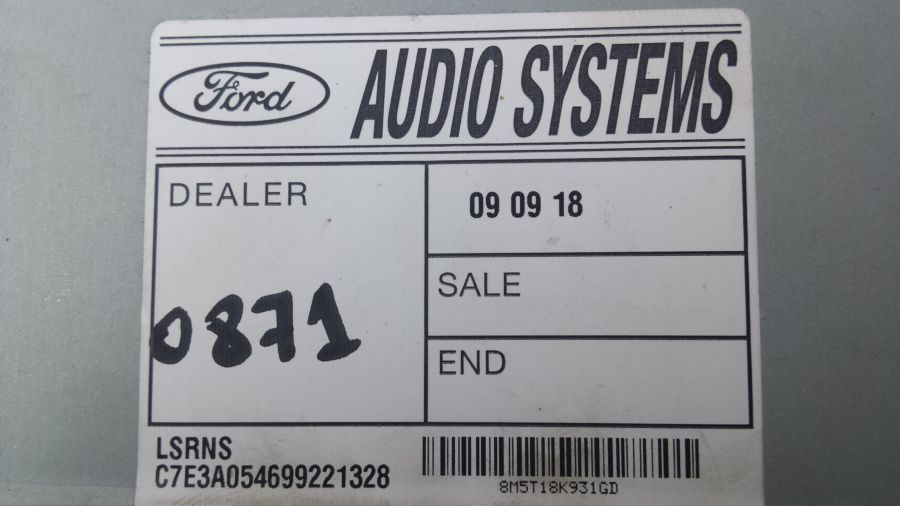 Ford AUDIO SYSTEMS
DEALER
09 09 18
SALE
0871
END
LSRNS
C7E3A054699221328
8M5T18K931GD